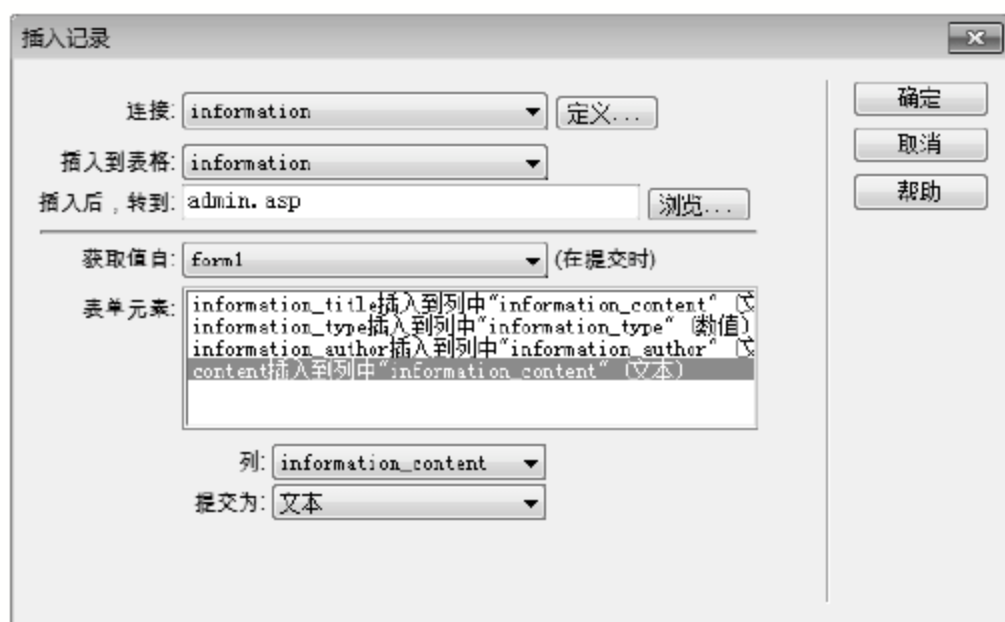 插入记录
连接: information 定义... 确定
插入到表格: information 取消
插入后，转到: admin.asp 浏览... 帮助
获取值自: form1 (在提交时)
表单元素: information_title插入到列中"information_content" (文
information_type插入到列中"information_type" (数值)
information_author插入到列中"information_author" (文
content插入到列中"information_content" (文本)
列: information_content
提交为: 文本